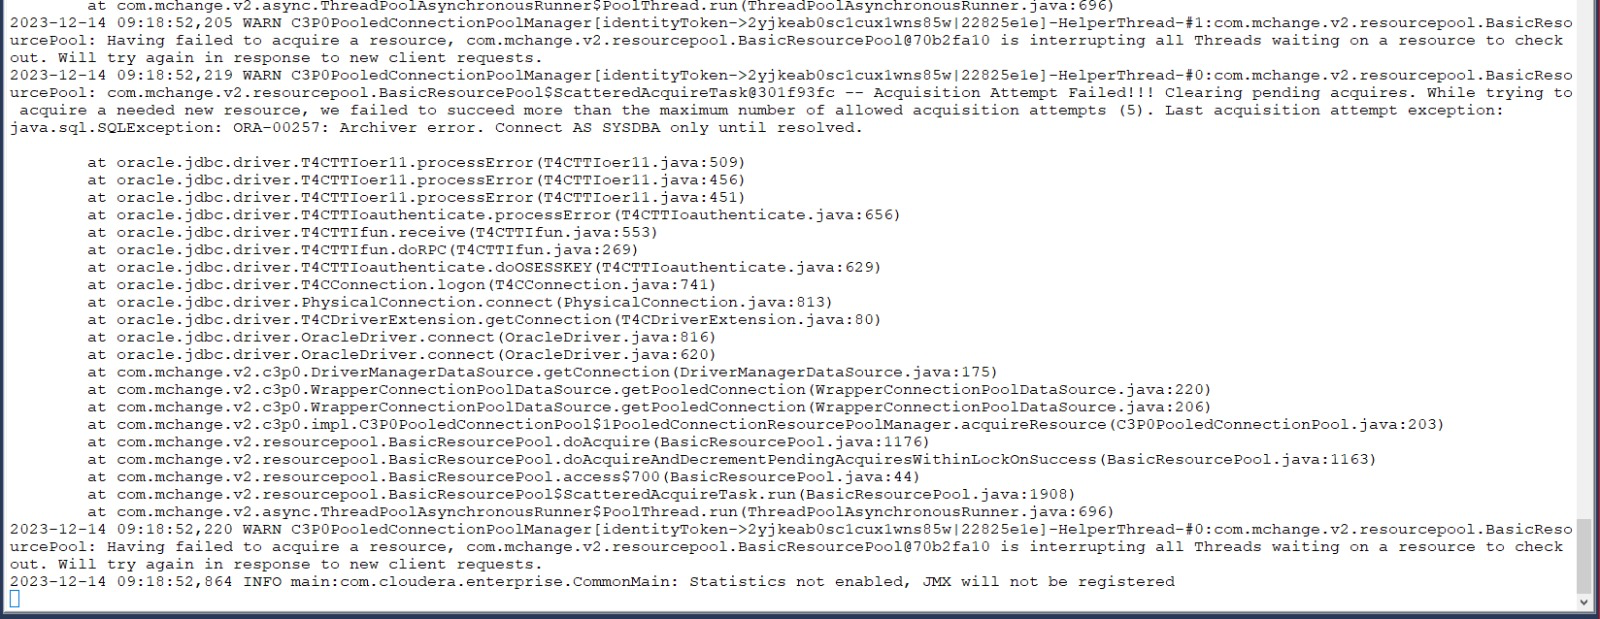 at com.mchange.v2.async.ThreadPoolAsynchronousRunner$PoolThread.run(ThreadPoolAsynchronousRunner.java:696)
2023-12-14 09:18:52,205 WARN C3P0PooledConnectionPoolManager[identityToken->2yjkeab0sc1cux1wns85w|22825e1e]-HelperThread-#1:com.mchange.v2.resourcepool.BasicReso
urcePool: Having failed to acquire a resource, com.mchange.v2.resourcepool.BasicResourcePool@70b2fa10 is interrupting all Threads waiting on a resource to check
out. Will try again in response to new client requests.
2023-12-14 09:18:52,219 WARN C3P0PooledConnectionPoolManager[identityToken->2yjkeab0sc1cux1wns85w|22825e1e]-HelperThread-#0:com.mchange.v2.resourcepool.BasicReso
urcePool: com.mchange.v2.resourcepool.BasicResourcePool$ScatteredAcquireTask@301f93fc -- Acquisition Attempt Failed!!! Clearing pending acquires. While trying to
acquire a needed new resource, we failed to succeed more than the maximum number of allowed acquisition attempts (5). Last acquisition attempt exception:
java.sql.SQLException: ORA-00257: Archiver error. Connect AS SYSDBA only until resolved.
at oracle.jdbc.driver.T4CTTIoer11.processError(T4CTTIoer11.java:509)
at oracle.jdbc.driver.T4CTTIoer11.processError(T4CTTIoer11.java:456)
at oracle.jdbc.driver.T4CTTIoer11.processError(T4CTTIoer11.java:451)
at oracle.jdbc.driver.T4CTTIoauthenticate.processError(T4CTTIoauthenticate.java:656)
at oracle.jdbc.driver.T4CTTIfun.receive(T4CTTIfun.java:553)
at oracle.jdbc.driver.T4CTTIfun.doRPC(T4CTTIfun.java:269)
at oracle.jdbc.driver.T4CTTIoauthenticate.doOSESSKEY(T4CTTIoauthenticate.java:629)
at oracle.jdbc.driver.T4CConnection.logon(T4CConnection.java:741)
at oracle.jdbc.driver.PhysicalConnection.connect(PhysicalConnection.java:813)
at oracle.jdbc.driver.T4CDriverExtension.getConnection(T4CDriverExtension.java:80)
at oracle.jdbc.driver.OracleDriver.connect(OracleDriver.java:816)
at oracle.jdbc.driver.OracleDriver.connect(OracleDriver.java:620)
at com.mchange.v2.c3p0.DriverManagerDataSource.getConnection(DriverManagerDataSource.java:175)
at com.mchange.v2.c3p0.WrapperConnectionPoolDataSource.getPooledConnection(WrapperConnectionPoolDataSource.java:220)
at com.mchange.v2.c3p0.WrapperConnectionPoolDataSource.getPooledConnection(WrapperConnectionPoolDataSource.java:206)
at com.mchange.v2.c3p0.impl.C3P0PooledConnectionPool$1PooledConnectionResourcePoolManager.acquireResource(C3P0PooledConnectionPool.java:203)
at com.mchange.v2.resourcepool.BasicResourcePool.doAcquire(BasicResourcePool.java:1176)
at com.mchange.v2.resourcepool.BasicResourcePool.doAcquireAndDecrementPendingAcquiresWithinLockOnSuccess(BasicResourcePool.java:1163)
at com.mchange.v2.resourcepool.BasicResourcePool.access$700(BasicResourcePool.java:44)
at com.mchange.v2.resourcepool.BasicResourcePool$ScatteredAcquireTask.run(BasicResourcePool.java:1908)
at com.mchange.v2.async.ThreadPoolAsynchronousRunner$PoolThread.run(ThreadPoolAsynchronousRunner.java:696)
2023-12-14 09:18:52,220 WARN C3P0PooledConnectionPoolManager[identityToken->2yjkeab0sc1cux1wns85w|22825e1e]-HelperThread-#0:com.mchange.v2.resourcepool.BasicReso
urcePool: Having failed to acquire a resource, com.mchange.v2.resourcepool.BasicResourcePool@70b2fa10 is interrupting all Threads waiting on a resource to check
out. Will try again in response to new client requests.
2023-12-14 09:18:52,864 INFO main:com.cloudera.enterprise.CommonMain: Statistics not enabled, JMX will not be registered